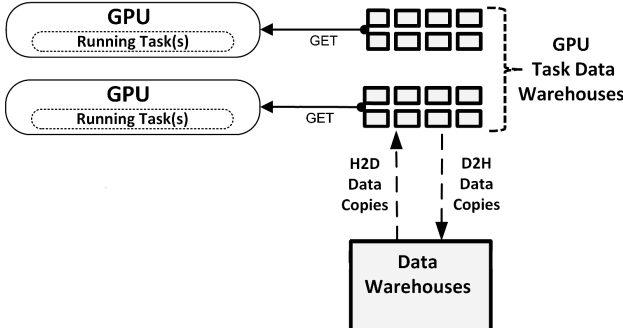 GPU
Running Task(s)
GET
GPU
Running Task(s)
GET
GPU
Task Data
Warehouses
H2D
Data
Copies
D2H
Data
Copies
Data
Warehouses